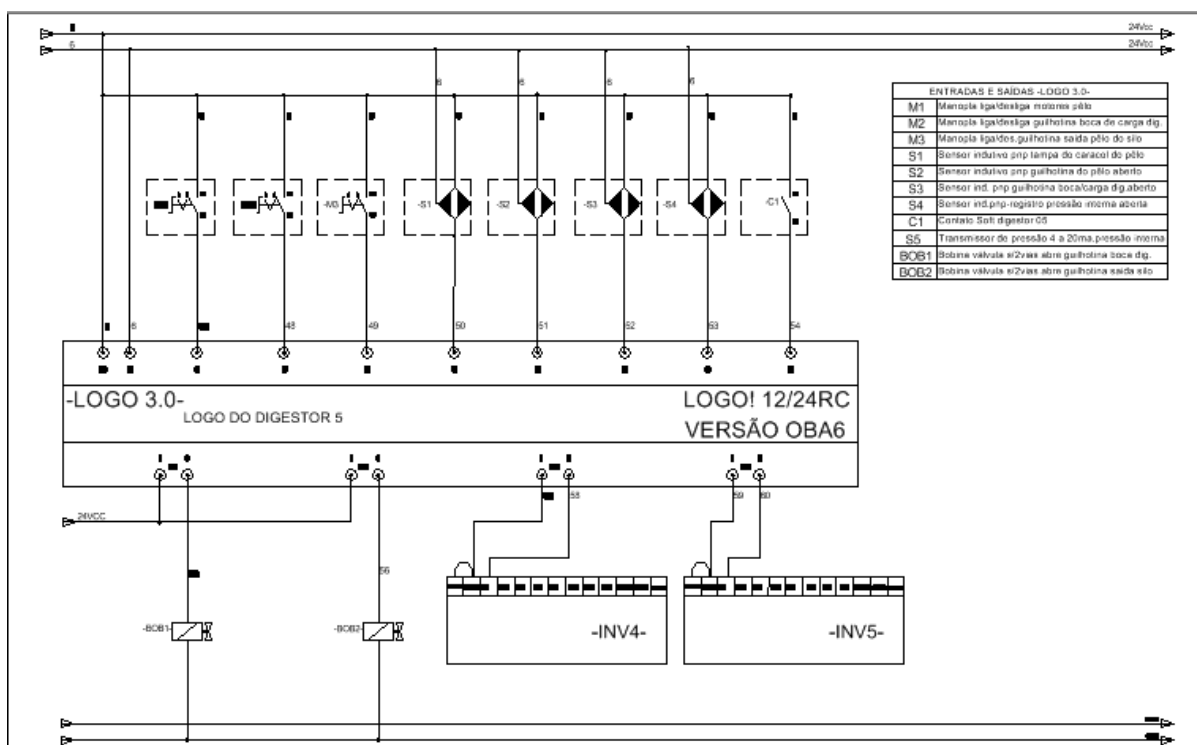 24Vcc
6
24Vcc
6
6
6
6
ENTRADAS E SAÍDAS -LOGO 3.0-
M1 Manopla liga/desliga motores pêlo
M2 Manopla liga/desliga guilhotina boca de carga dig.
M3 Manopla liga/des.guilhotina saída pêlo do silo
S1 Sensor indutivo pnp tampa do caracol do pêlo
S2 Sensor indutivo pnp guilhotina do pêlo aberto
S3 Sensor ind. pnp guilhotina boca/carga dig.aberto
S4 Sensor ind.pnp-registro pressão interna aberta
C1 Contato Soft digestor 05
S5 Transmissor de pressão 4 a 20ma.pressão interna
BOB1 Bobina válvula s/2vias abre guilhotina boca dig.
BOB2 Bobina válvula s/2vias abre guilhotina saída silo
-M3
-S1
-S2
-S3
-S4
-C1
6
48
49
50
51
52
53
54
-LOGO 3.0-
LOGO DO DIGESTOR 5
LOGO! 12/24RC
VERSÃO OBA6
58
59
60
24VCC
56
-BOB1-
-BOB2-
-INV4-
-INV5-